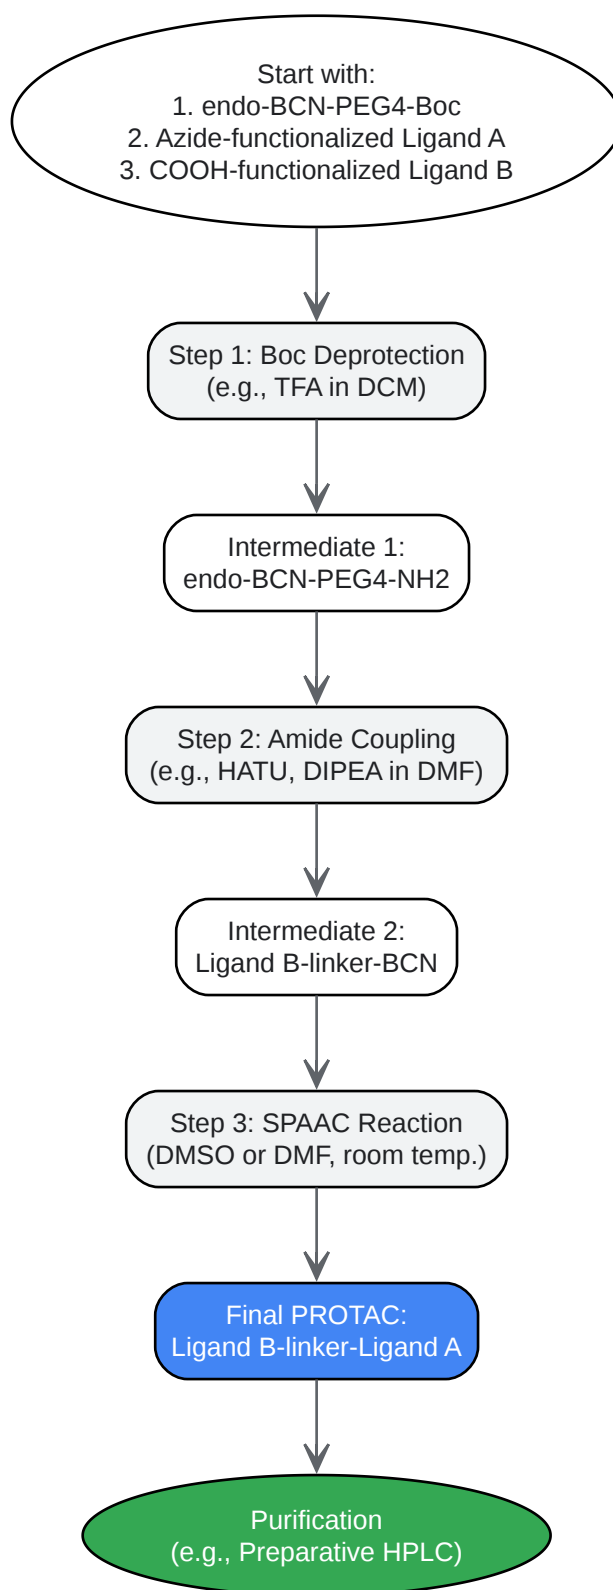 Start with:
1. endo-BCN-PEG4-Boc
2. Azide-functionalized Ligand A
3. COOH-functionalized Ligand B
Step 1: Boc Deprotection
(e.g., TFA in DCM)
Intermediate 1:
endo-BCN-PEG4-NH2
Step 2: Amide Coupling
(e.g., HATU, DIPEA in DMF)
Intermediate 2:
Ligand B-linker-BCN
Step 3: SPAAC Reaction
(DMSO or DMF, room temp.)
Final PROTAC:
Ligand B-linker-Ligand A
Purification
(e.g., Preparative HPLC)